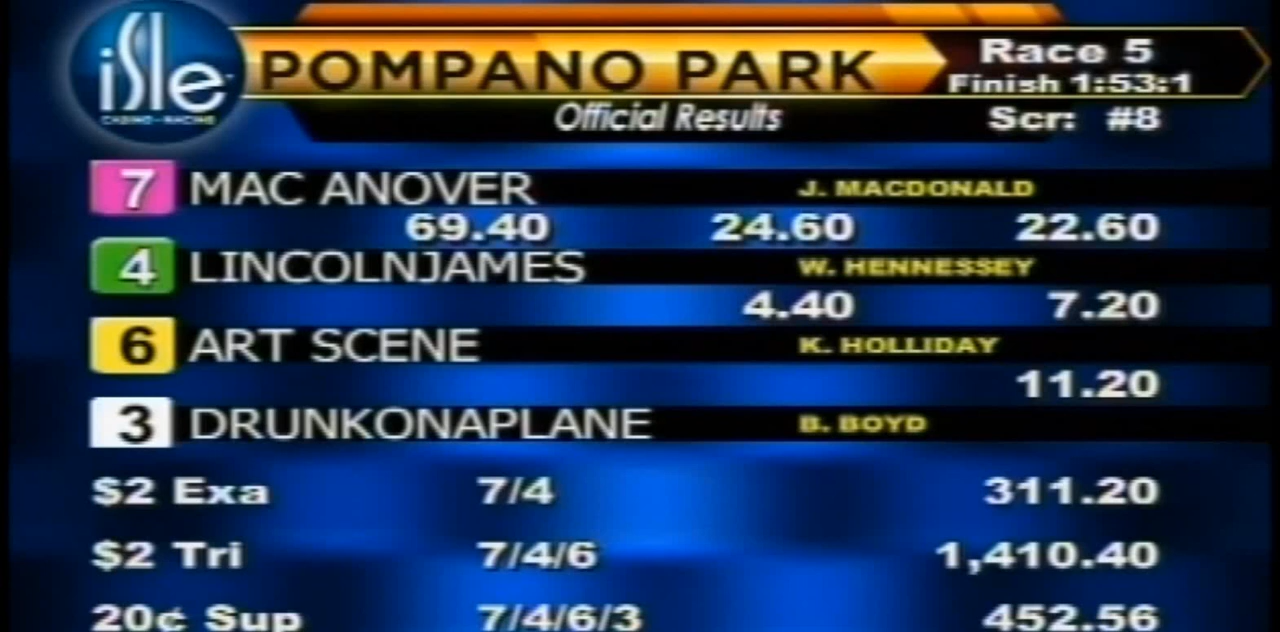 isle
CASINO - RACING
POMPANO PARK
Race 5
Finish 1:53:1
Official Results
Scr: #8
7 MAC ANOVER J. MACDONALD
69.40 24.60 22.60
4 LINCOLNJAMES W. HENNESSEY
4.40 7.20
6 ART SCENE K. HOLLIDAY
11.20
3 DRUNKONAPLANE B. BOYD
$2 Exa 7/4 311.20
$2 Tri 7/4/6 1,410.40
20¢ Sup 7/4/6/3 452.56